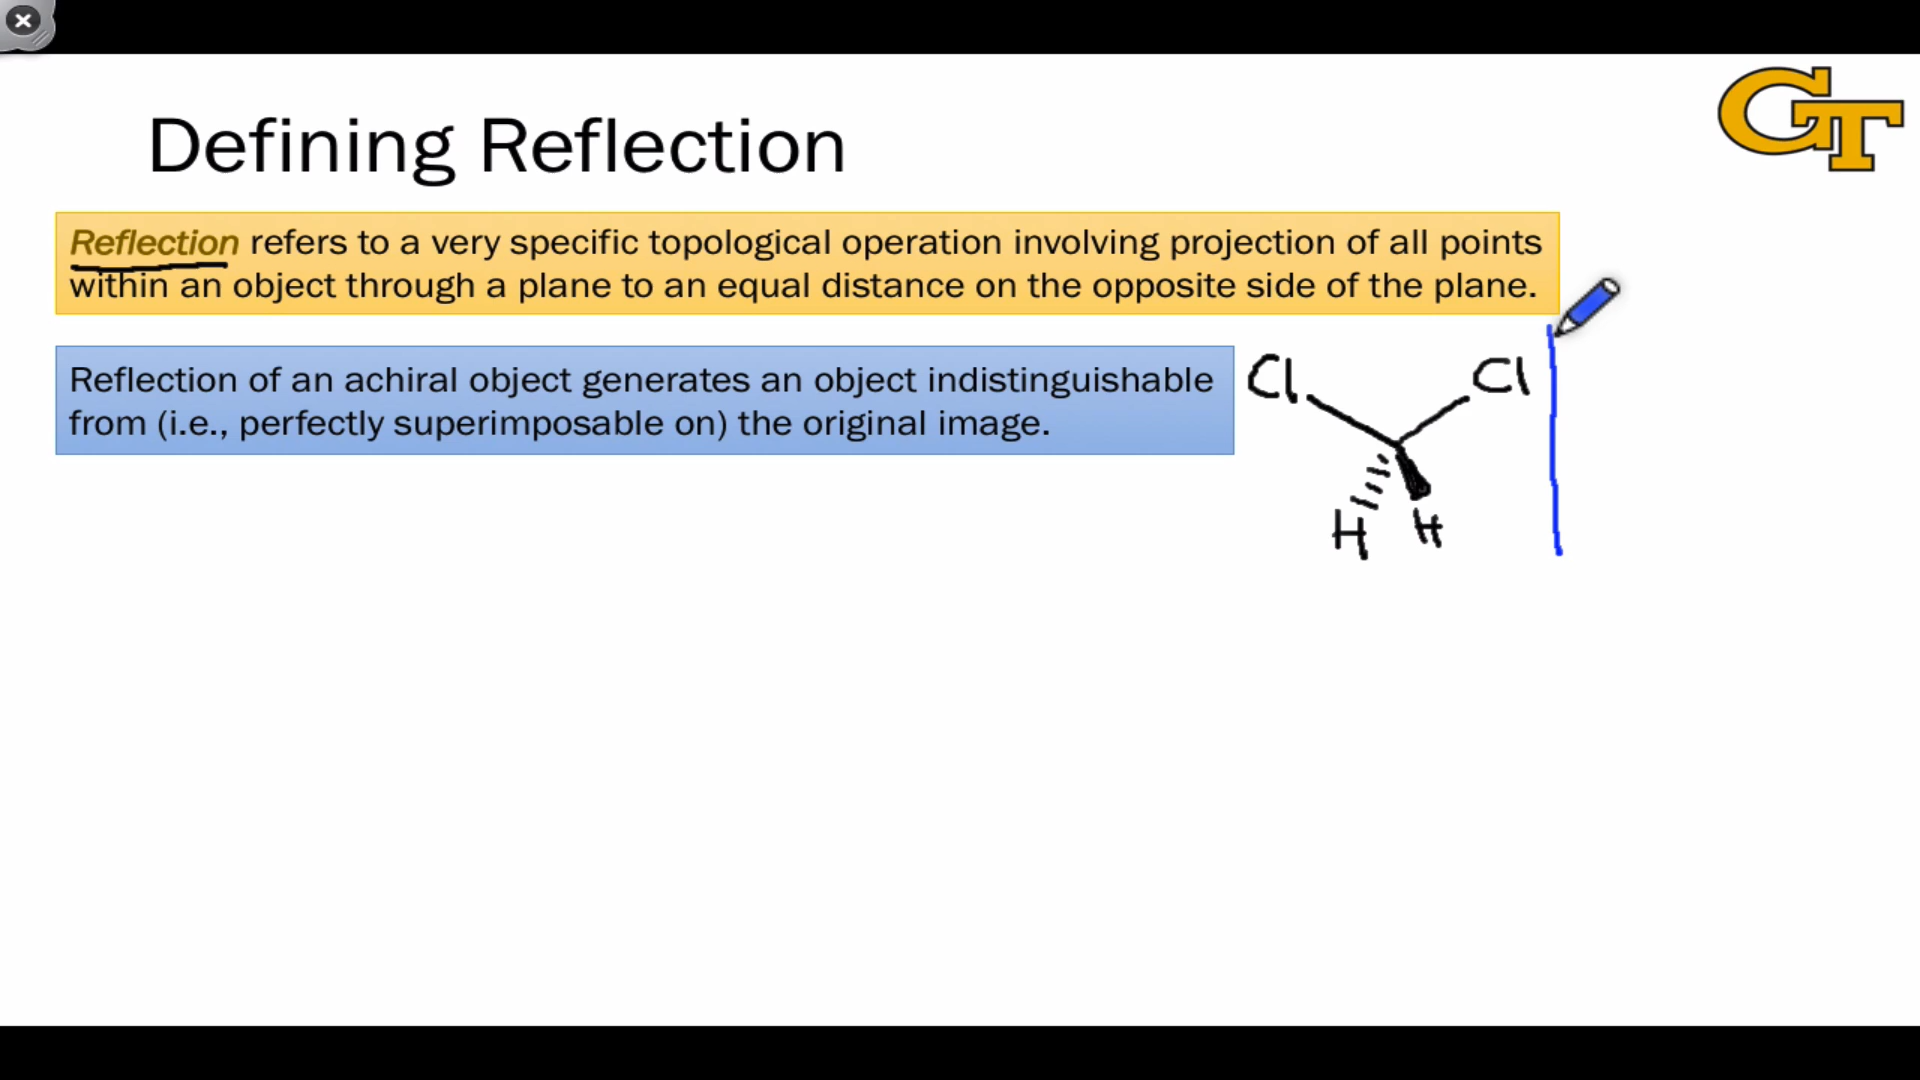 GT
Defining Reflection
Reflection refers to a very specific topological operation involving projection of all points
within an object through a plane to an equal distance on the opposite side of the plane.
Reflection of an achiral object generates an object indistinguishable
from (i.e., perfectly superimposable on) the original image.
Cl Cl
H H